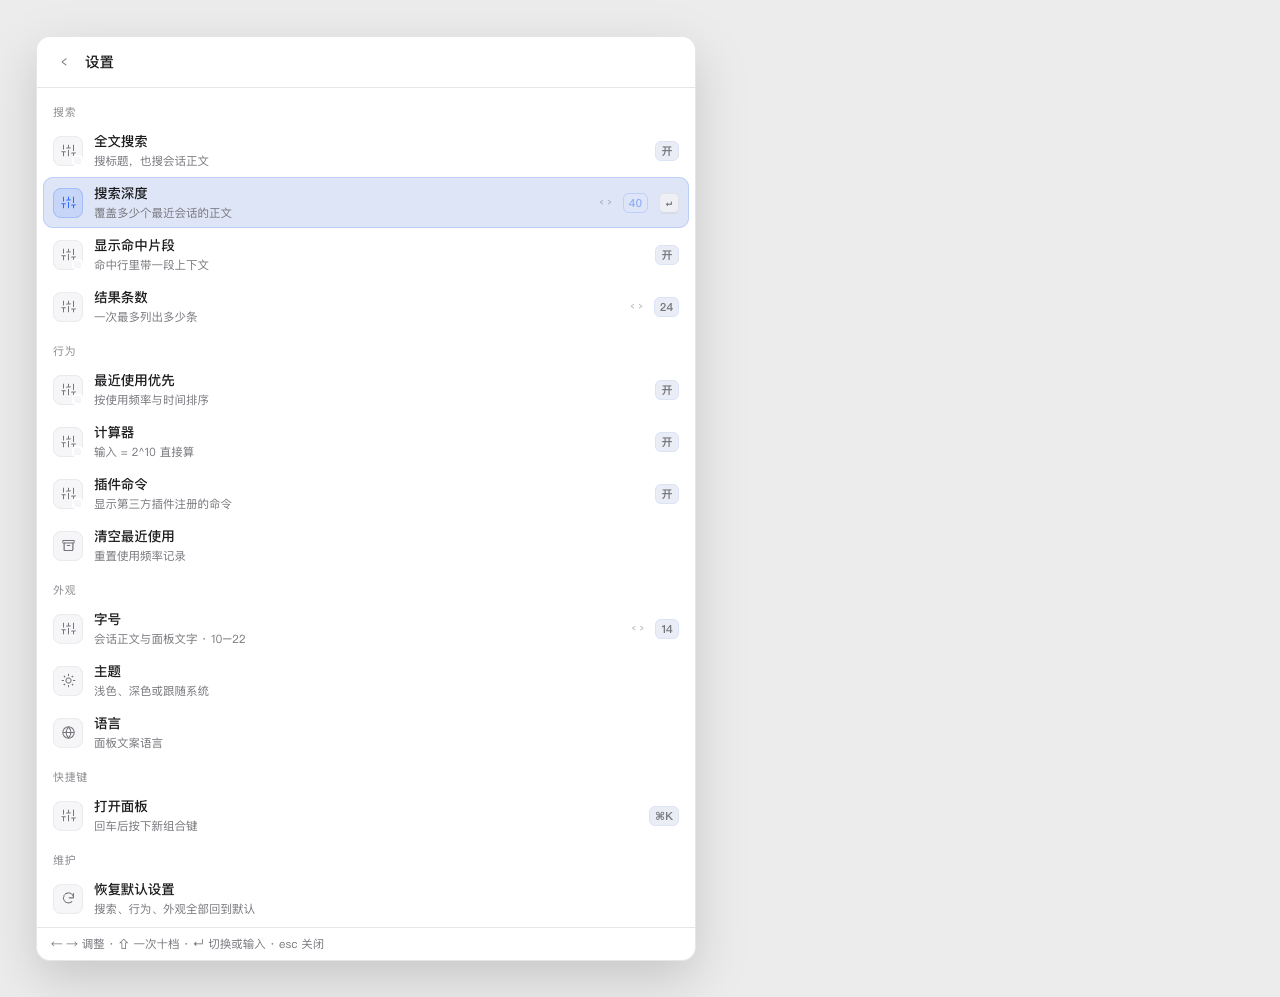 设置
搜索
全文搜索
搜标题，也搜会话正文
开
搜索深度
覆盖多少个最近会话的正文
‹ › 40 ↵
显示命中片段
命中行里带一段上下文
开
结果条数
一次最多列出多少条
‹ › 24
行为
最近使用优先
按使用频率与时间排序
开
计算器
输入 = 2^10 直接算
开
插件命令
显示第三方插件注册的命令
开
清空最近使用
重置使用频率记录
外观
字号
会话正文与面板文字 · 10—22
‹ › 14
主题
浅色、深色或跟随系统
语言
面板文案语言
快捷键
打开面板
回车后按下新组合键
⌘K
维护
恢复默认设置
搜索、行为、外观全部回到默认
← → 调整 · ⇧ 一次十档 · ↵ 切换或输入 · esc 关闭